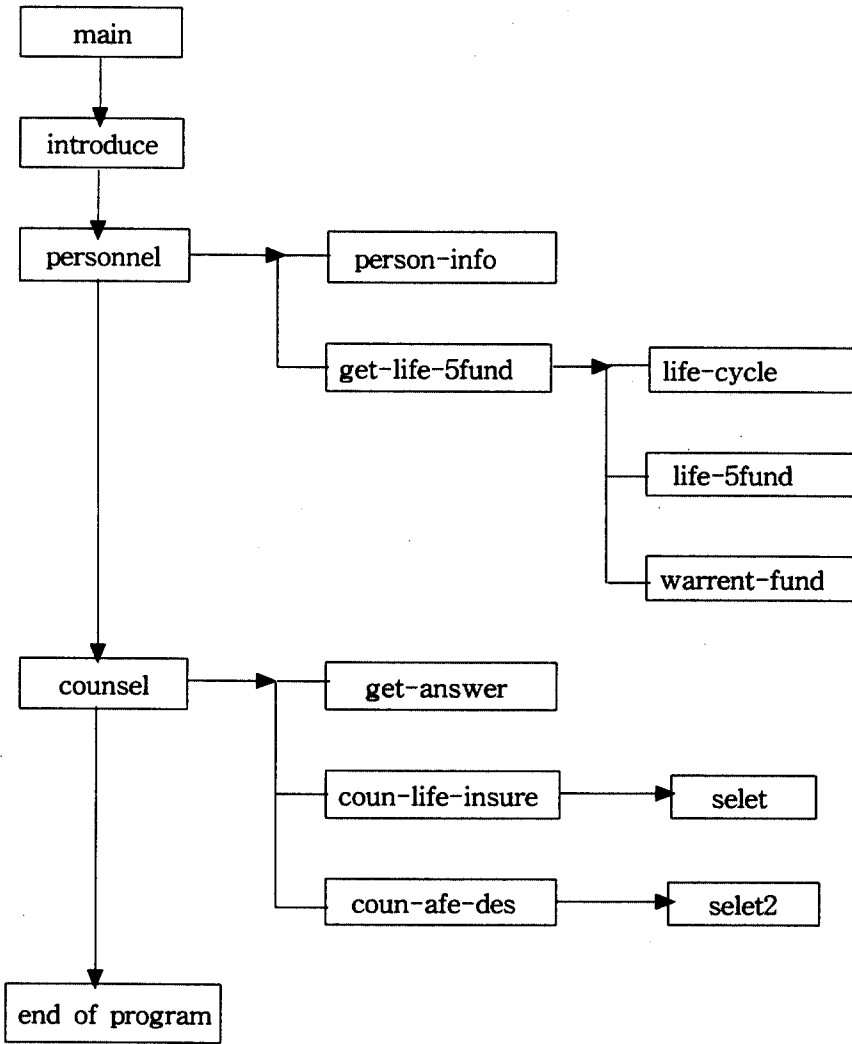 main
introduce
personnel
person-info
get-life-5fund
life-cycle
life-5fund
warrent-fund
counsel
get-answer
coun-life-insure
selet
coun-afe-des
selet2
end of program